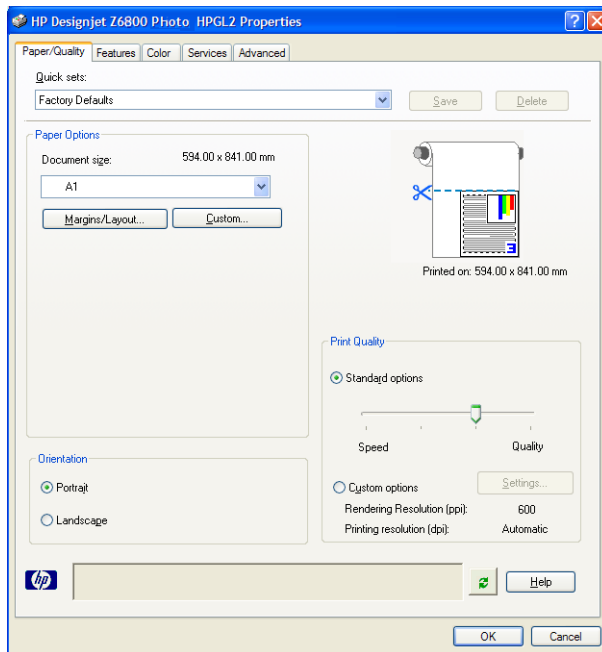 HP Designjet Z6800 Photo HPGL2 Properties
Paper/Quality Features Color Services Advanced
Quick sets:
Factory Defaults
Save Delete
Paper Options
Document size: 594.00 x 841.00 mm
A1
Margins/Layout... Custom...
Printed on: 594.00 x 841.00 mm
Print Quality
Standard options
Speed Quality
Custom options Settings...
Rendering Resolution (ppi): 600
Printing resolution (dpi): Automatic
Orientation
Portrait
Landscape
hp
Help
OK Cancel